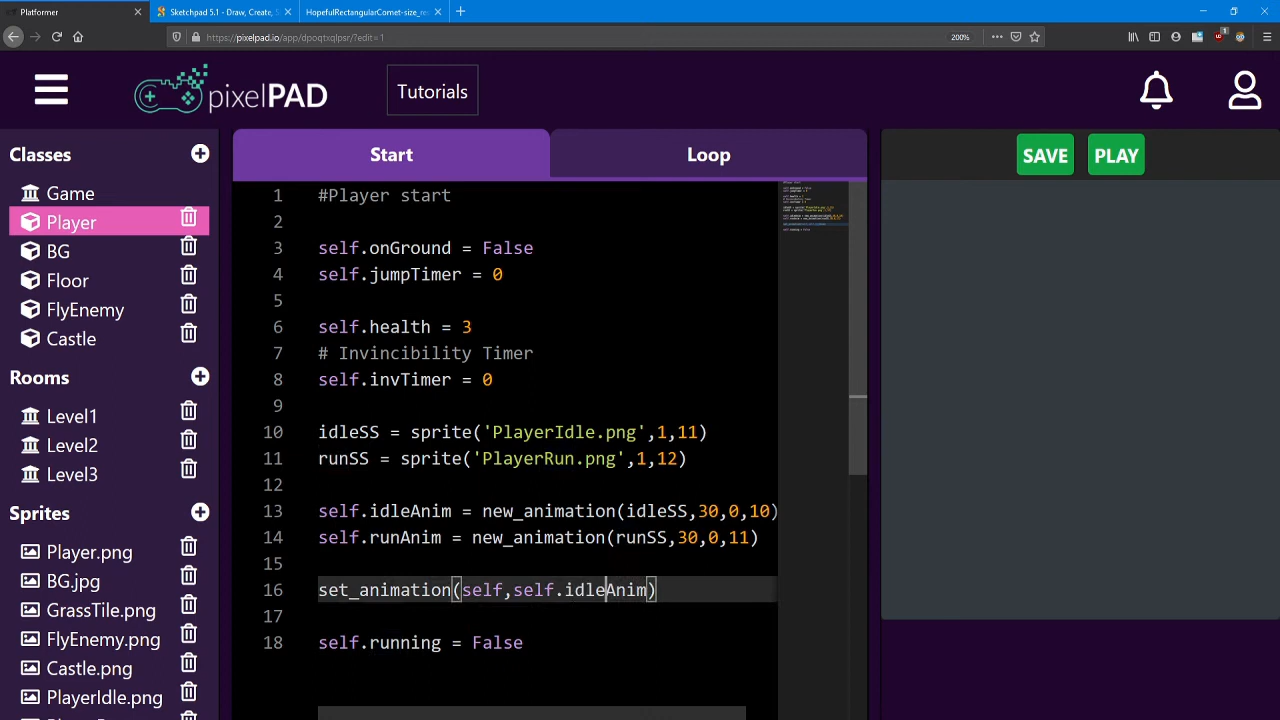 Platformer
Sketchpad 5.1 - Draw, Create,
HopefulRectangularComet-size_re
https://pixelpad.io/app/dpoqtxqlpsr/?edit=1
200%
pixelPAD
Tutorials
Classes
Game
Player
BG
Floor
FlyEnemy
Castle
Rooms
Level1
Level2
Level3
Sprites
Player.png
BG.jpg
GrassTile.png
FlyEnemy.png
Castle.png
PlayerIdle.png
Start
Loop
1 #Player start
2
3 self.onGround = False
4 self.jumpTimer = 0
5
6 self.health = 3
7 # Invincibility Timer
8 self.invTimer = 0
9
10 idleSS = sprite('PlayerIdle.png',1,11)
11 runSS = sprite('PlayerRun.png',1,12)
12
13 self.idleAnim = new_animation(idleSS,30,0,10)
14 self.runAnim = new_animation(runSS,30,0,11)
15
16 set_animation(self,self.idleAnim)
17
18 self.running = False
SAVE
PLAY